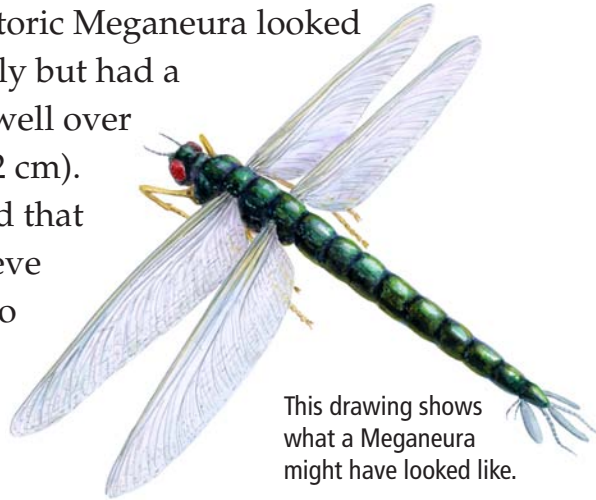 toric Meganeura looked
ly but had a
well over
2 cm).
d that
eve
o
This drawing shows
what a Meganeura
might have looked like.